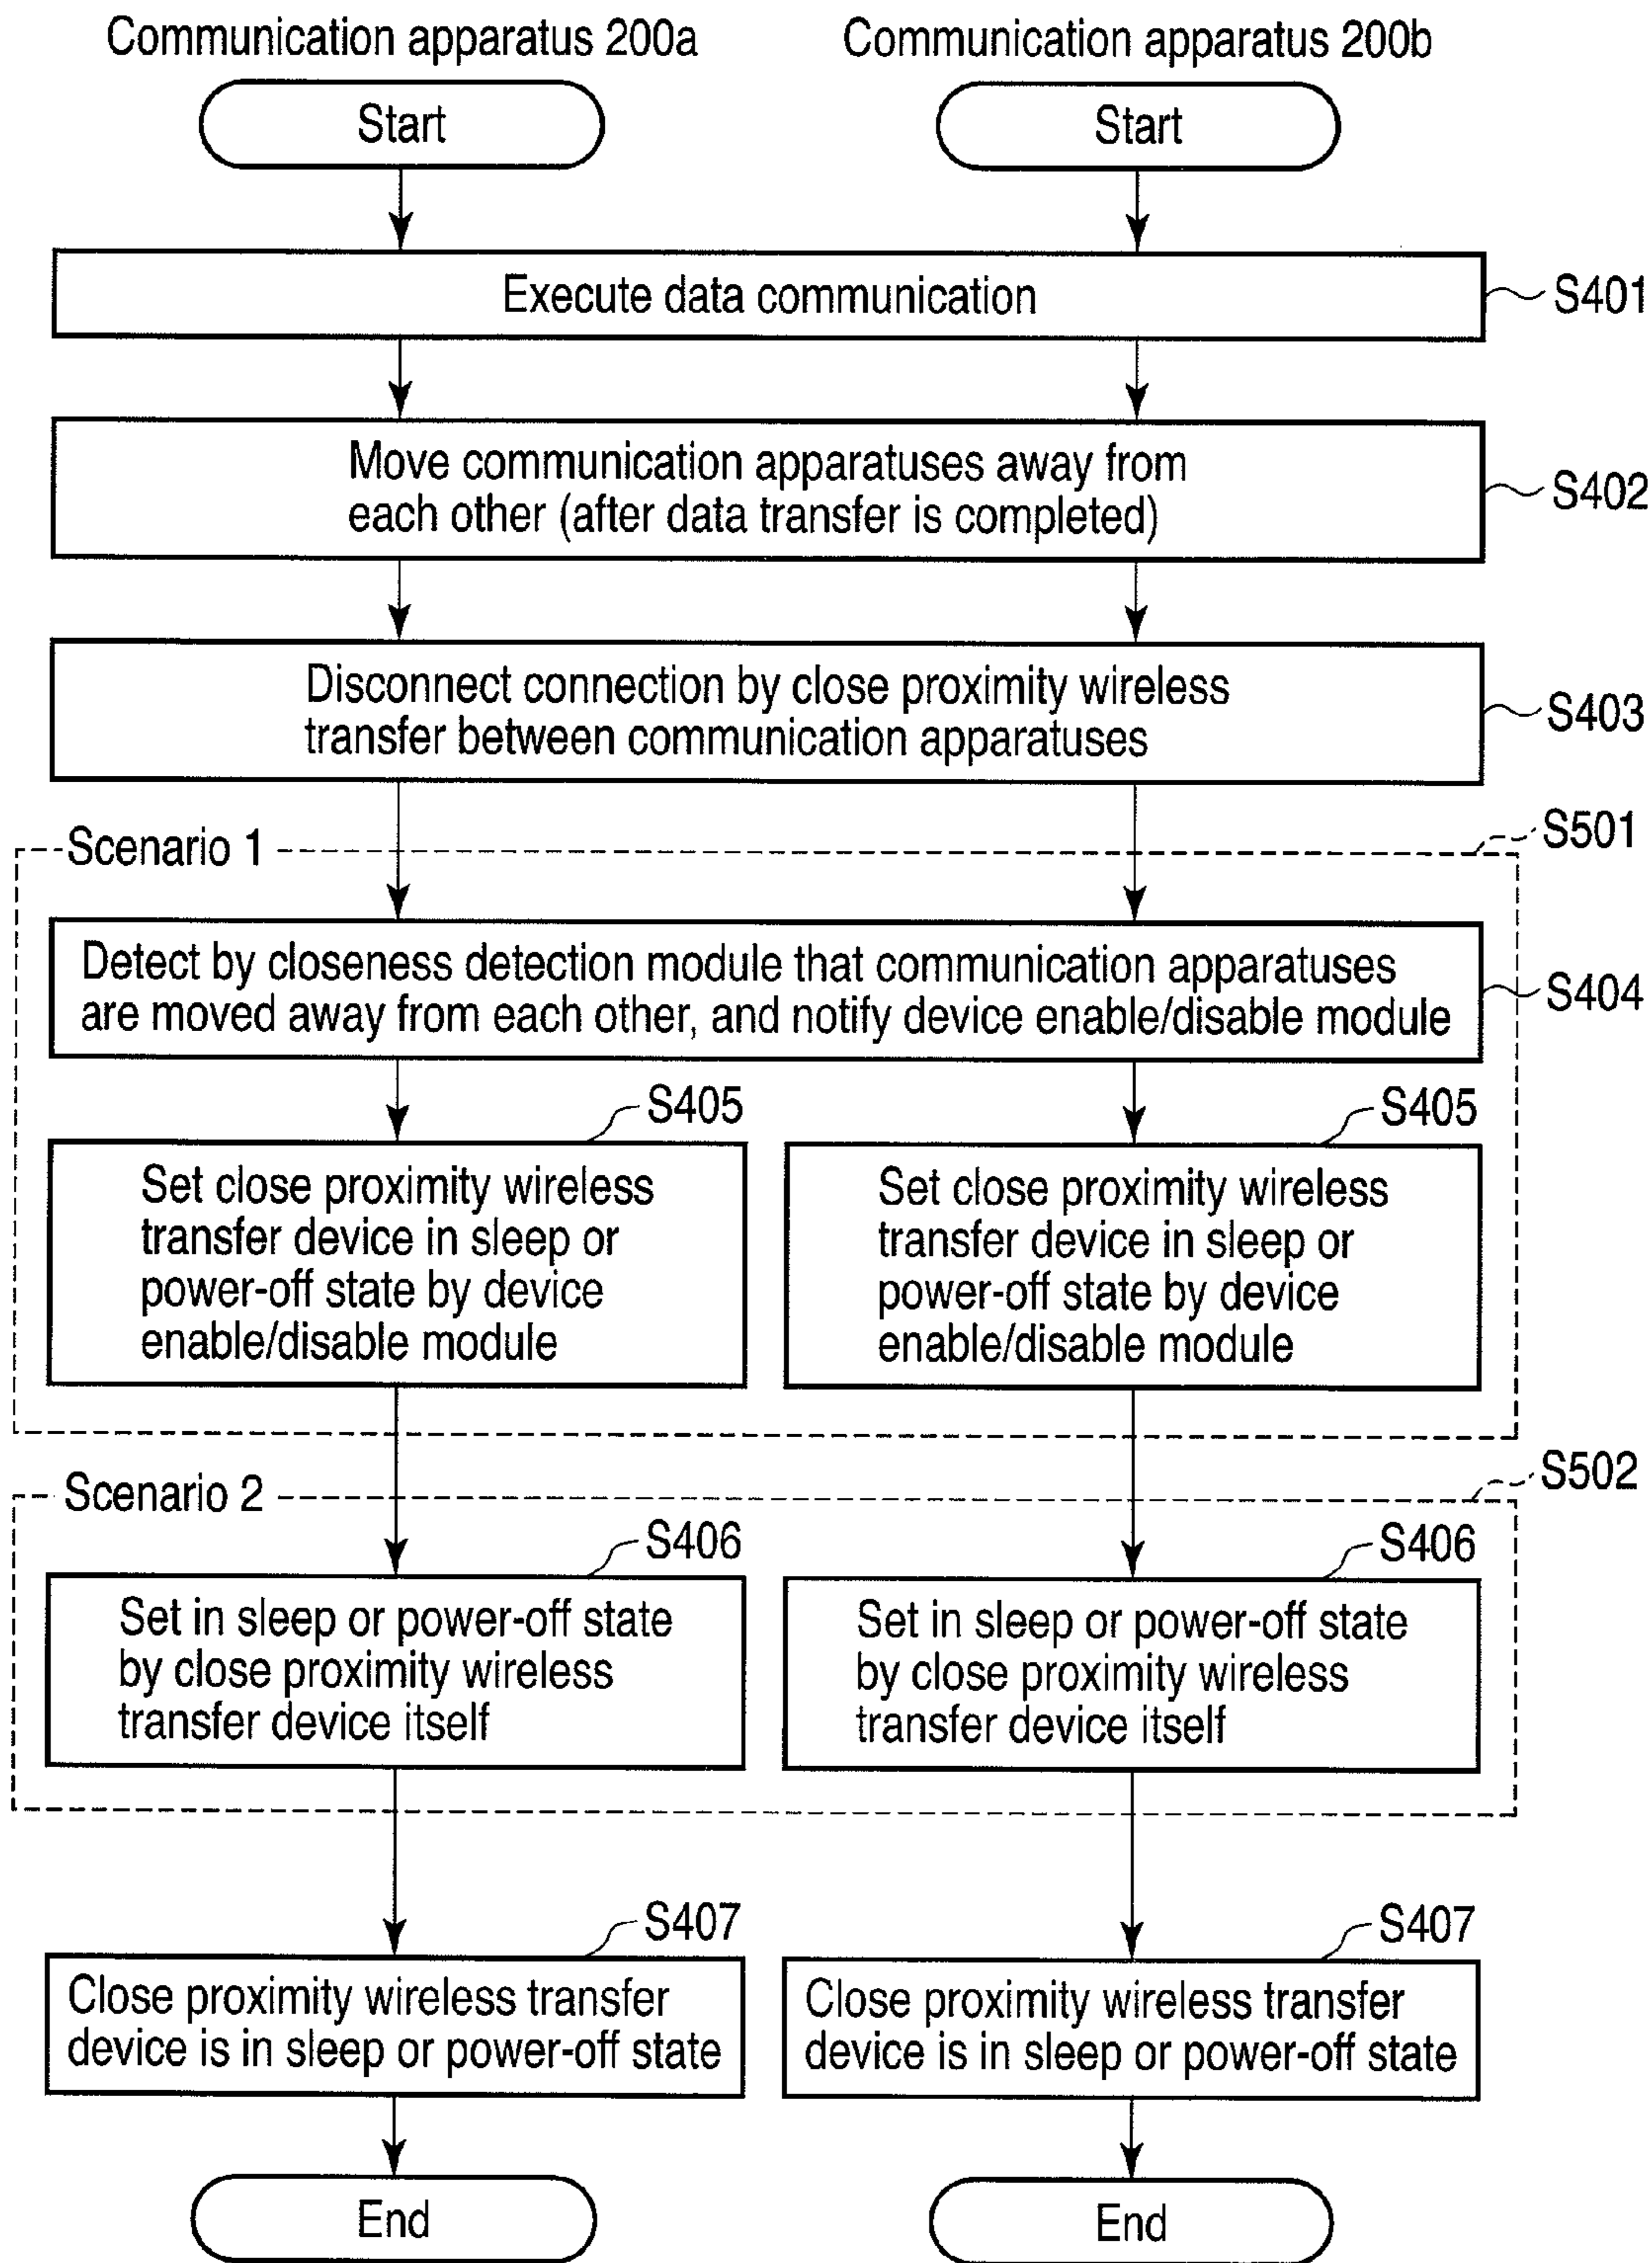 Communication apparatus 200a
Communication apparatus 200b
Start
Start
Execute data communication
S401
Move communication apparatuses away from
each other (after data transfer is completed)
S402
Disconnect connection by close proximity wireless
transfer between communication apparatuses
S403
Scenario 1
S501
Detect by closeness detection module that communication apparatuses
are moved away from each other, and notify device enable/disable module
S404
S405
Set close proximity wireless
transfer device in sleep or
power-off state by device
enable/disable module
S405
Set close proximity wireless
transfer device in sleep or
power-off state by device
enable/disable module
Scenario 2
S502
S406
Set in sleep or power-off state
by close proximity wireless
transfer device itself
S406
Set in sleep or power-off state
by close proximity wireless
transfer device itself
S407
Close proximity wireless transfer
device is in sleep or power-off state
S407
Close proximity wireless transfer
device is in sleep or power-off state
End
End